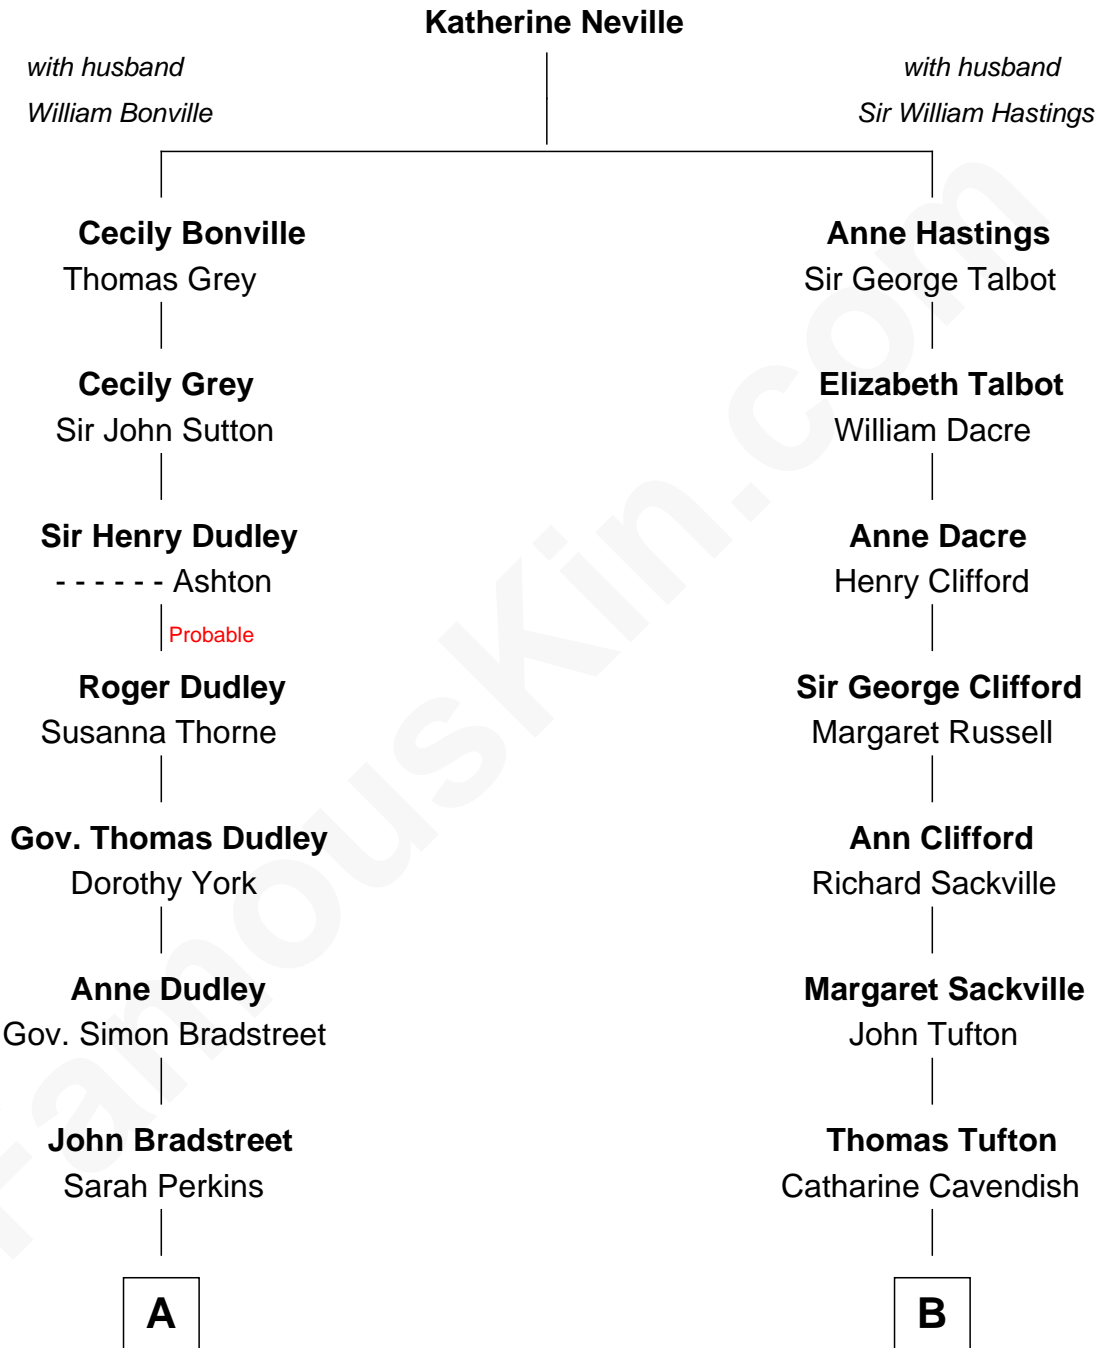 Katherine Neville
with husband
William Bonville
with husband
Sir William Hastings
Cecily Bonville
Thomas Grey
Anne Hastings
Sir George Talbot
Cecily Grey
Sir John Sutton
Elizabeth Talbot
William Dacre
Sir Henry Dudley
- - - - - - Ashton
Anne Dacre
Henry Clifford
Probable
Roger Dudley
Susanna Thorne
Sir George Clifford
Margaret Russell
Gov. Thomas Dudley
Dorothy York
Ann Clifford
Richard Sackville
Anne Dudley
Gov. Simon Bradstreet
Margaret Sackville
John Tufton
John Bradstreet
Sarah Perkins
Thomas Tufton
Catharine Cavendish
A
B
FamousKin.com